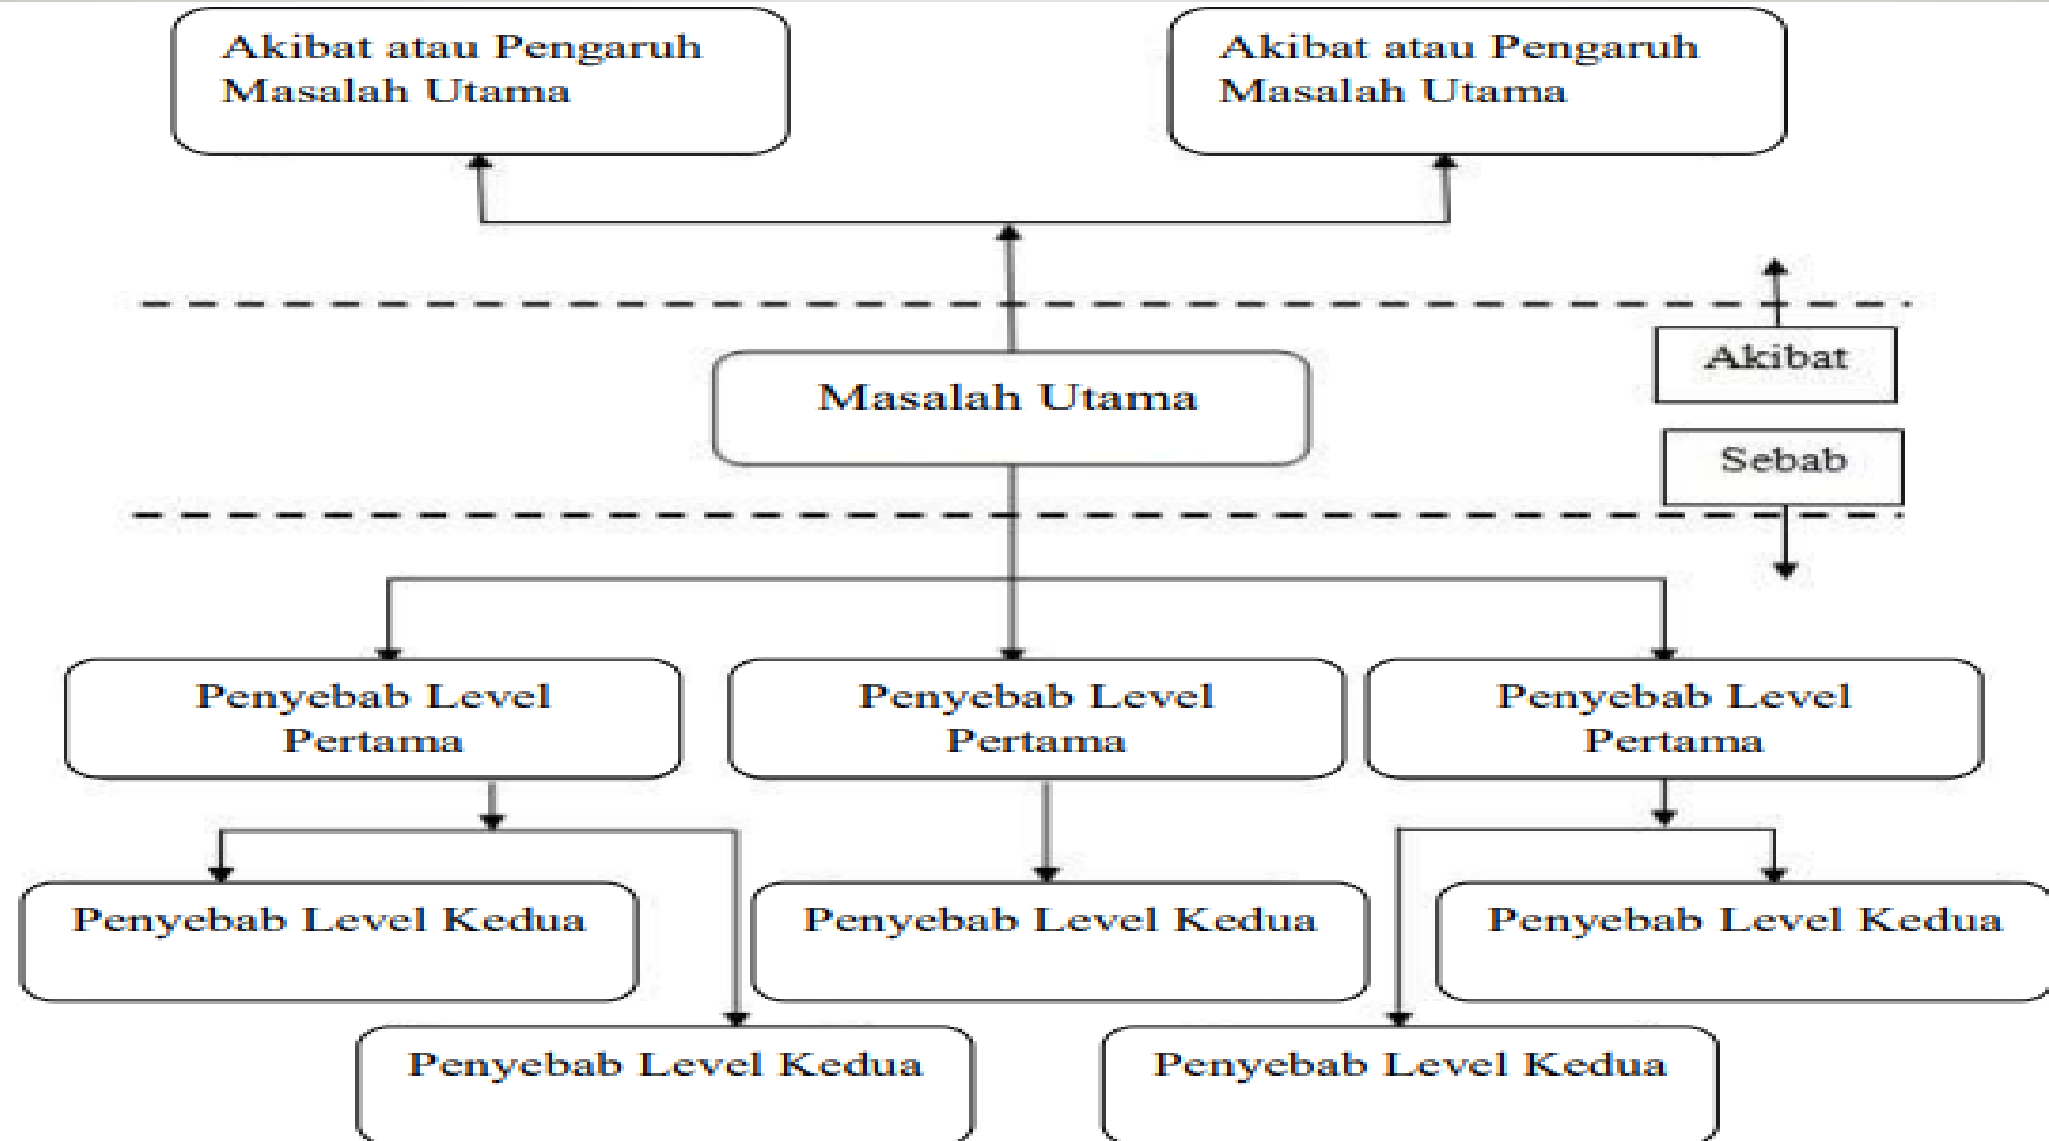 Akibat atau Pengaruh
Masalah Utama
Akibat atau Pengaruh
Masalah Utama
Akibat
Masalah Utama
Sebab
Penyebab Level
Pertama
Penyebab Level
Pertama
Penyebab Level
Pertama
Penyebab Level Kedua
Penyebab Level Kedua
Penyebab Level Kedua
Penyebab Level Kedua
Penyebab Level Kedua